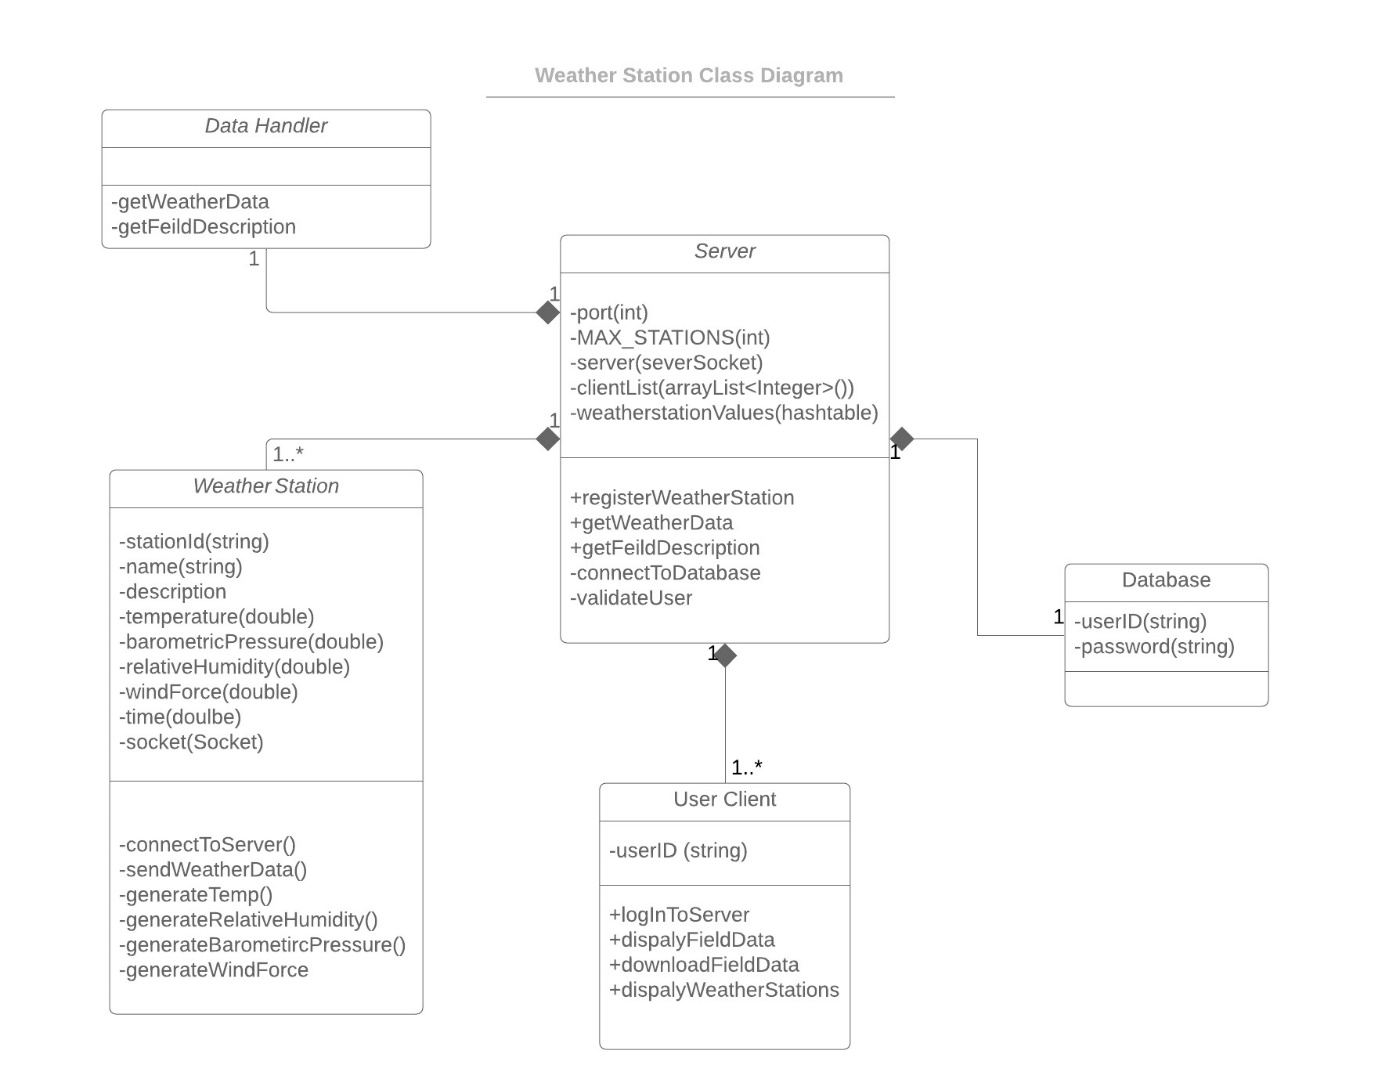 Weather Station Class Diagram
Data Handler
-getWeatherData
-getFeildDescription
1
1
Server
-port(int)
-MAX_STATIONS(int)
-server(severSocket)
-clientList(arrayList<Integer>())
-weatherstationValues(hashtable)
+registerWeatherStation
+getWeatherData
+getFeildDescription
-connectToDatabase
-validateUser
1
1..*
Weather Station
-stationId(string)
-name(string)
-description
-temperature(double)
-barometricPressure(double)
-relativeHumidity(double)
-windForce(double)
-time(doulbe)
-socket(Socket)
-connectToServer()
-sendWeatherData()
-generateTemp()
-generateRelativeHumidity()
-generateBarometircPressure()
-generateWindForce
1
1
Database
-userID(string)
-password(string)
1
1..*
User Client
-userID (string)
+logInToServer
+dispalyFieldData
+downloadFieldData
+dispalyWeatherStations